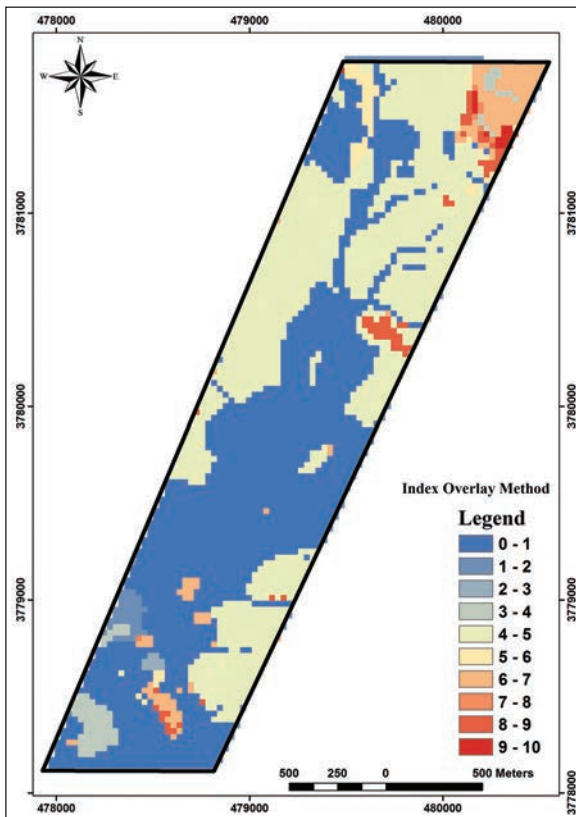 478000 479000 480000
N
W E
S
3781000 3781000
3780000 3780000
3779000 3779000
3778000
Index Overlay Method
Legend
0 - 1
1 - 2
2 - 3
3 - 4
4 - 5
5 - 6
6 - 7
7 - 8
8 - 9
9 - 10
500 250 0 500 Meters
478000 479000 480000